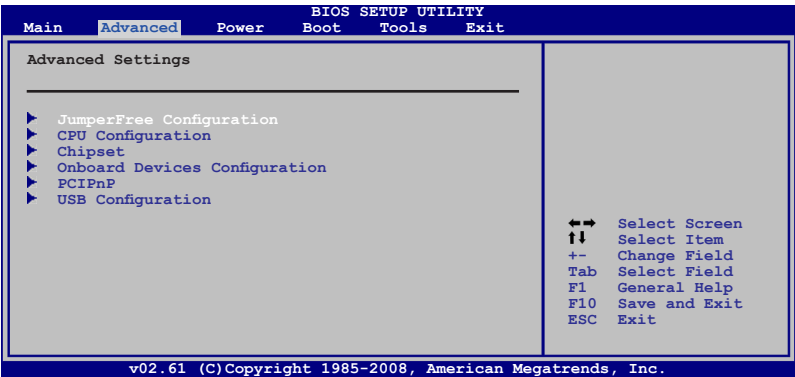 BIOS SETUP UTILITY
Main Advanced Power Boot Tools Exit
Advanced Settings
JumperFree Configuration
CPU Configuration
Chipset
Onboard Devices Configuration
PCIPnP
USB Configuration
←→ Select Screen
↑↓ Select Item
+- Change Field
Tab Select Field
F1 General Help
F10 Save and Exit
ESC Exit
v02.61 (C)Copyright 1985-2008, American Megatrends, Inc.